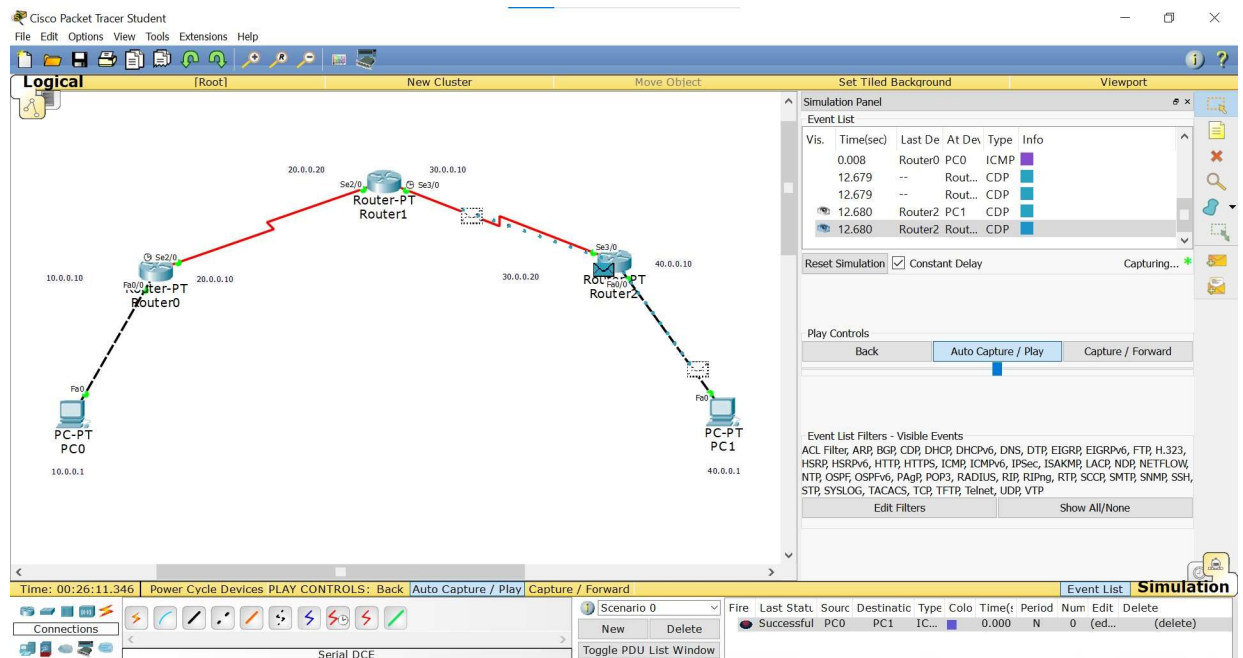 Cisco Packet Tracer Student
File Edit Options View Tools Extensions Help
Logical [Root] New Cluster Move Object Set Tiled Background Viewport
Simulation Panel
Event List
Vis. Time(sec) Last De At Dev Type Info
0.008 Router0 PC0 ICMP
12.679 -- Rout... CDP
12.679 -- Rout... CDP
12.680 Router2 PC1 CDP
12.680 Router2 Rout... CDP
Reset Simulation Constant Delay Capturing... *
Play Controls
Back Auto Capture / Play Capture / Forward
Event List Filters - Visible Events
ACL Filter, ARP, BGP, CDP, DHCP, DHCPv6, DNS, DTP, EIGRP, EIGRPv6, FTP, H.323,
HSRP, HSRPv6, HTTP, HTTPS, ICMP, ICMPv6, IPSec, ISAKMP, LACP, NDP, NETFLOW,
NTP, OSPF, OSPFv6, PAgP, POP3, RADIUS, RIP, RIPng, RTP, SCCP, SMTP, SNMP, SSH,
STP, SYSLOG, TACACS, TCP, TFTP, Telnet, UDP, VTP
Edit Filters Show All/None
20.0.0.20 30.0.0.10
Se2/0 Se3/0
Router-PT
Router1
Se2/0
10.0.0.10 20.0.0.10
Fa0/0 Router-PT
Router0
Se3/0
40.0.0.10
30.0.0.20
Router-PT
Fa0/0
Router2
Fa0
PC-PT
PC0
10.0.0.1
Fa0
PC-PT
PC1
40.0.0.1
Time: 00:26:11.346 Power Cycle Devices PLAY CONTROLS: Back Auto Capture / Play Capture / Forward Event List Simulation
Connections
Serial DCE
Scenario 0
New Delete
Toggle PDU List Window
Fire Last Statu Sourc Destinatic Type Colo Time(s Period Num Edit Delete
Successful PC0 PC1 IC... 0.000 N 0 (ed... (delete)